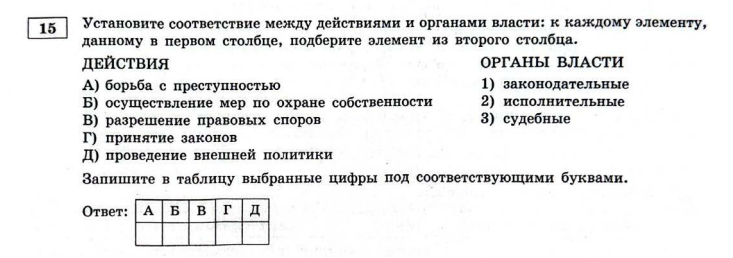 15
Установите соответствие между действиями и органами власти: к каждому элементу,
данному в первом столбце, подберите элемент из второго столбца.
ДЕЙСТВИЯ
А) борьба с преступностью
Б) осуществление мер по охране собственности
В) разрешение правовых споров
Г) принятие законов
Д) проведение внешней политики
ОРГАНЫ ВЛАСТИ
1) законодательные
2) исполнительные
3) судебные
Запишите в таблицу выбранные цифры под соответствующими буквами.
Ответ: А Б В Г Д